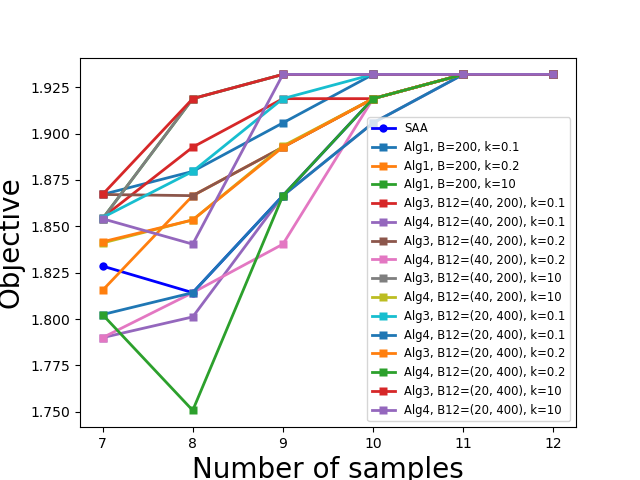 1.925
1.900
1.875
1.850
1.825
1.800
1.775
1.750
Objective
7 8 9 10 11 12
Number of samples
SAA
Alg1, B=200, k=0.1
Alg1, B=200, k=0.2
Alg1, B=200, k=10
Alg3, B12=(40, 200), k=0.1
Alg4, B12=(40, 200), k=0.1
Alg3, B12=(40, 200), k=0.2
Alg4, B12=(40, 200), k=0.2
Alg3, B12=(40, 200), k=10
Alg4, B12=(40, 200), k=10
Alg3, B12=(20, 400), k=0.1
Alg4, B12=(20, 400), k=0.1
Alg3, B12=(20, 400), k=0.2
Alg4, B12=(20, 400), k=0.2
Alg3, B12=(20, 400), k=10
Alg4, B12=(20, 400), k=10